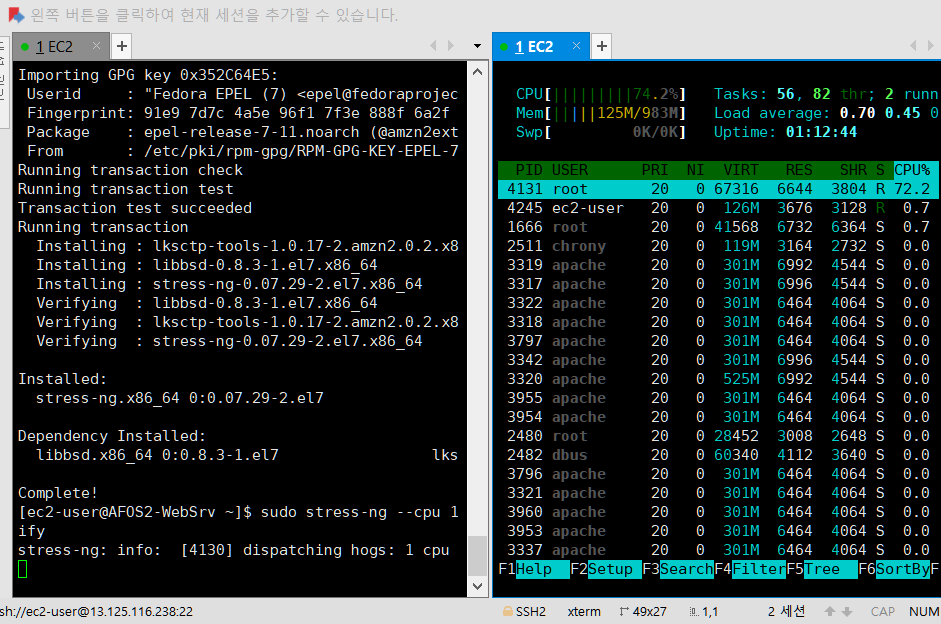 왼쪽 버튼을 클릭하여 현재 세션을 추가할 수 있습니다.
1 EC2 × +
Importing GPG key 0x352C64E5:
Userid     : "Fedora EPEL (7) <epel@fedoraprojec
Fingerprint: 91e9 7d7c 4a5e 96f1 7f3e 888f 6a2f
Package    : epel-release-7-11.noarch (@amzn2ext
From       : /etc/pki/rpm-gpg/RPM-GPG-KEY-EPEL-7
Running transaction check
Running transaction test
Transaction test succeeded
Running transaction
Installing : lksctp-tools-1.0.17-2.amzn2.0.2.x8
Installing : libbsd-0.8.3-1.el7.x86_64
Installing : stress-ng-0.07.29-2.el7.x86_64
Verifying  : libbsd-0.8.3-1.el7.x86_64
Verifying  : lksctp-tools-1.0.17-2.amzn2.0.2.x8
Verifying  : stress-ng-0.07.29-2.el7.x86_64
Installed:
stress-ng.x86_64 0:0.07.29-2.el7
Dependency Installed:
libbsd.x86_64 0:0.8.3-1.el7                 lks
Complete!
[ec2-user@AFOS2-WebSrv ~]$ sudo stress-ng --cpu 1
ify
stress-ng: info:  [4130] dispatching hogs: 1 cpu
1 EC2 × +
CPU[|||||||||74.2%]   Tasks: 56, 82 thr; 2 runn
Mem[|||||125M/983M]   Load average: 0.70 0.45 0
Swp[         0K/0K]   Uptime: 01:12:44
PID USER      PRI  NI  VIRT   RES   SHR S CPU%
4131 root       20   0 67316  6644  3804 R 72.2
4245 ec2-user   20   0  126M  3676  3128 R  0.7
1666 root       20   0 41568  6732  6364 S  0.7
2511 chrony     20   0  119M  3164  2732 S  0.0
3319 apache     20   0  301M  6992  4544 S  0.0
3317 apache     20   0  301M  6996  4544 S  0.0
3322 apache     20   0  301M  6464  4064 S  0.0
3318 apache     20   0  301M  6464  4064 S  0.0
3797 apache     20   0  301M  6464  4064 S  0.0
3342 apache     20   0  301M  6996  4544 S  0.0
3320 apache     20   0  525M  6992  4544 S  0.0
3955 apache     20   0  301M  6464  4064 S  0.0
3954 apache     20   0  301M  6464  4064 S  0.0
2480 root       20   0 28452  3008  2648 S  0.0
2482 dbus       20   0 60340  4112  3640 S  0.0
3796 apache     20   0  301M  6464  4064 S  0.0
3321 apache     20   0  301M  6464  4064 S  0.0
3960 apache     20   0  301M  6464  4064 S  0.0
3953 apache     20   0  301M  6464  4064 S  0.0
3337 apache     20   0  301M  6464  4064 S  0.0
F1Help  F2Setup F3SearchF4FilterF5Tree  F6SortByF
sh://ec2-user@13.125.116.238:22 SSH2 xterm 49x27 1,1 2 세션 CAP NUM